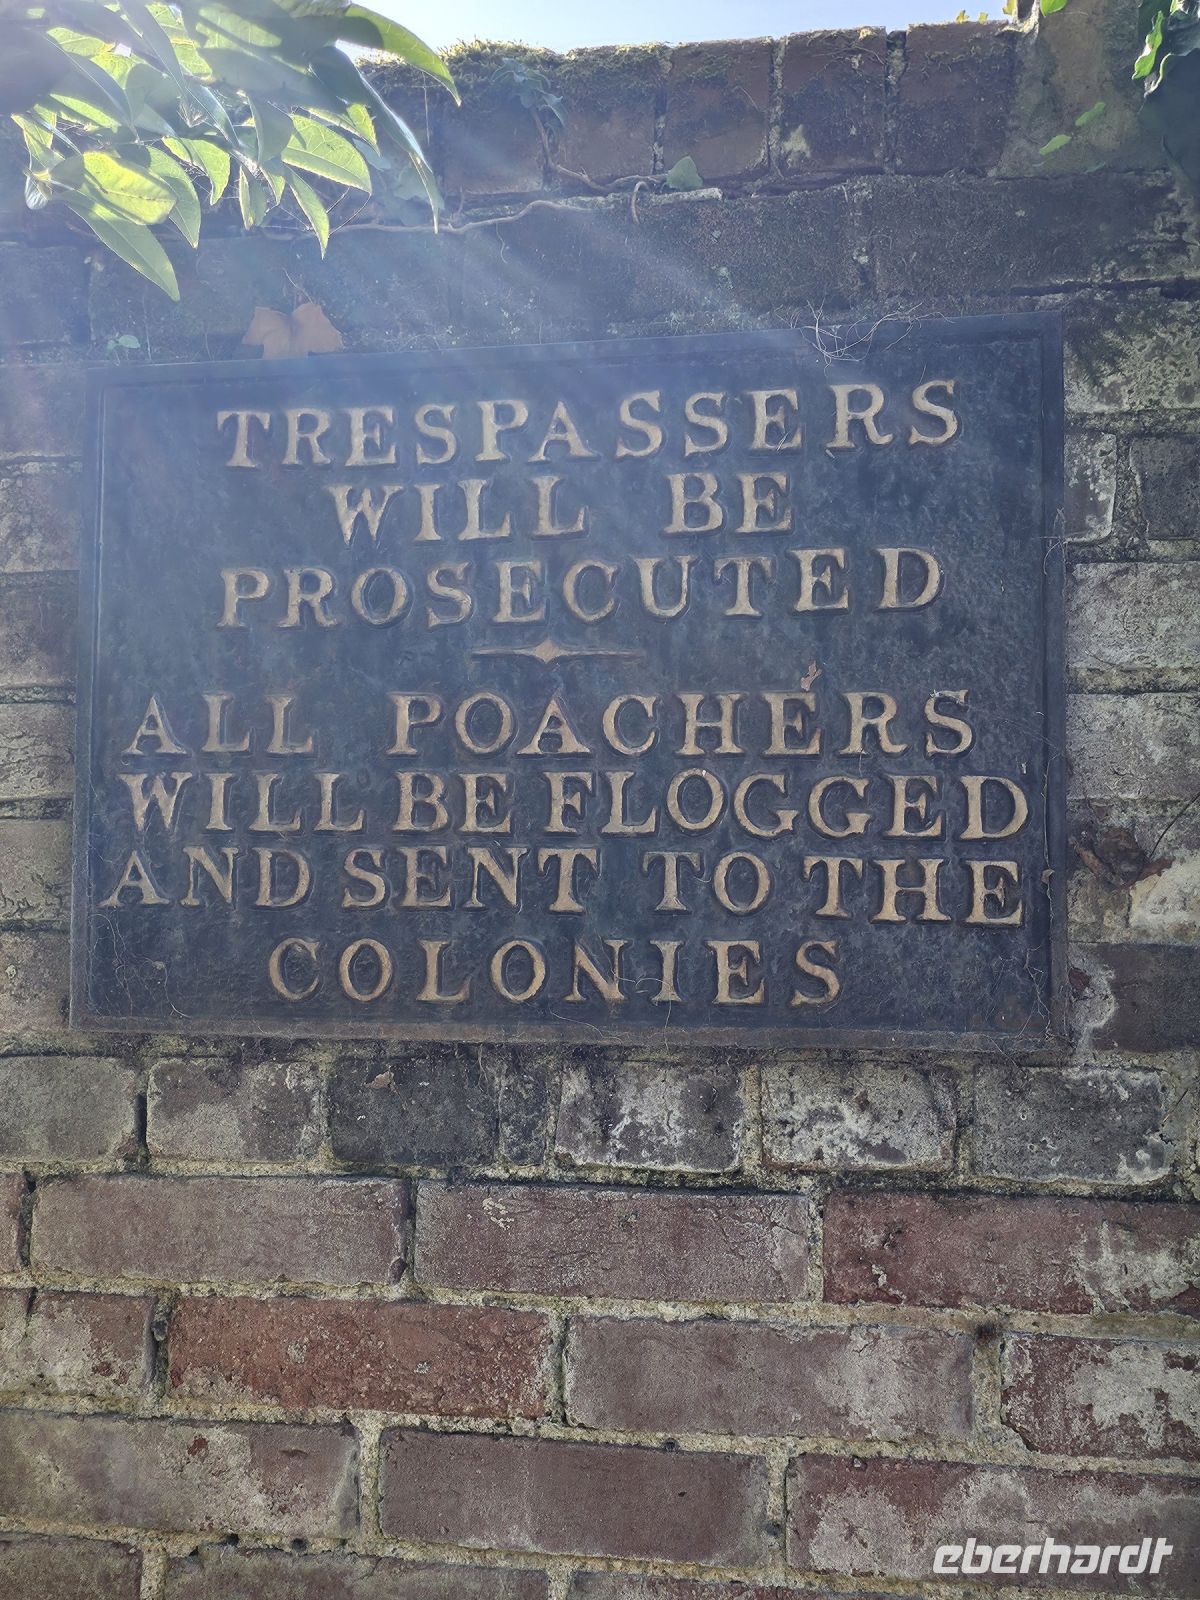 TRESPASSERS
WILL BE
PROSECUTED
ALL POACHERS
WILL BE FLOGGED
AND SENT TO THE
COLONIES
eberhardt